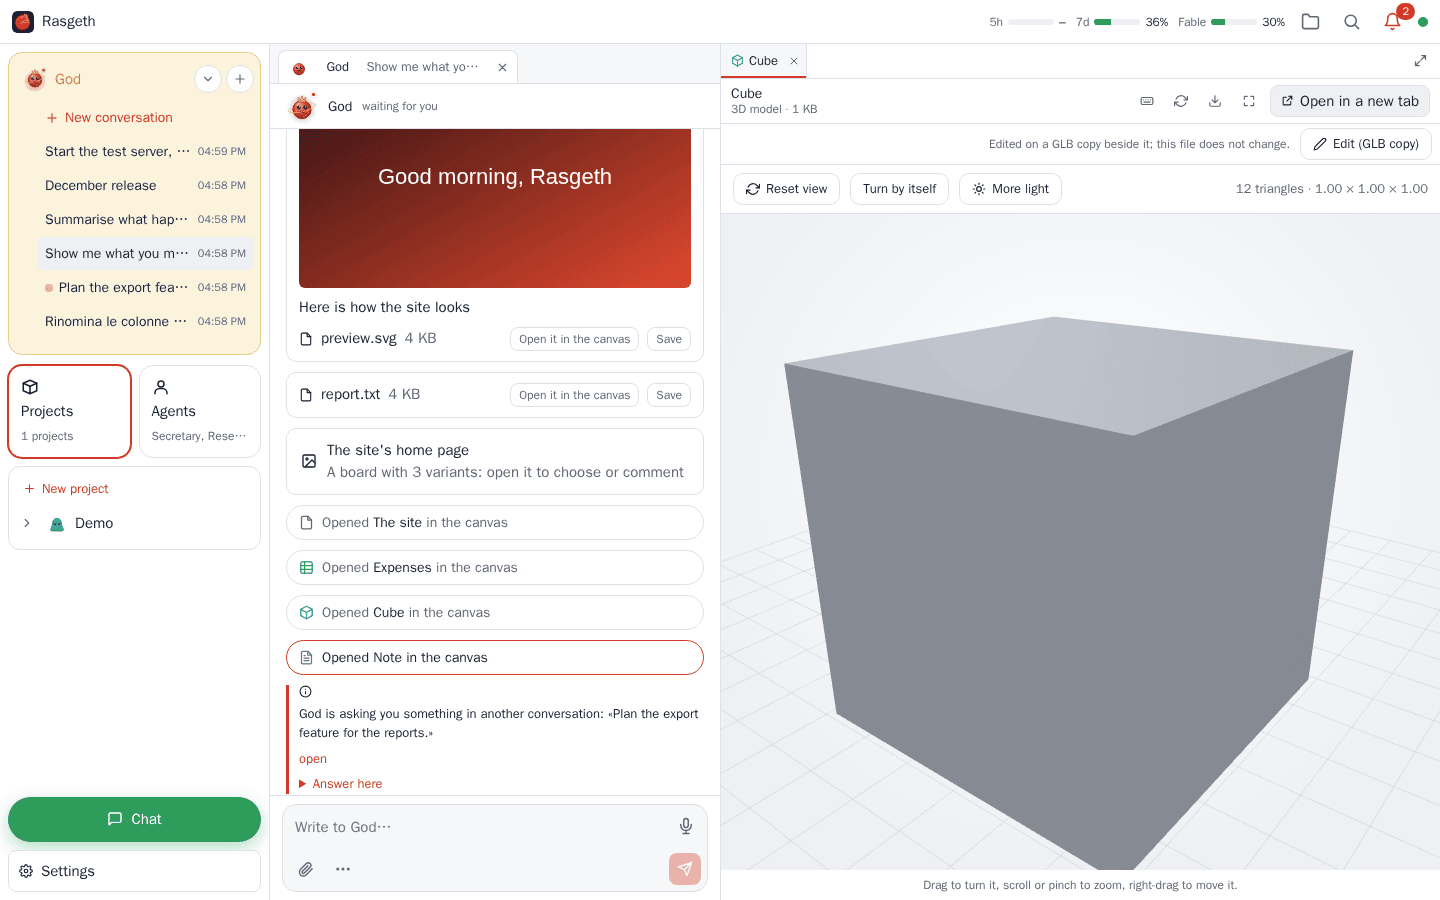 Rasgeth
5h – 7d 36% Fable 30% 2
God
New conversation
Start the test server, ··· 04:59 PM
December release 04:58 PM
Summarise what hap··· 04:58 PM
Show me what you m··· 04:58 PM
Plan the export fea··· 04:58 PM
Rinomina le colonne ··· 04:58 PM
Projects
1 projects
Agents
Secretary, Rese···
New project
Demo
Chat
Settings
God Show me what yo···
God waiting for you
Good morning, Rasgeth
Here is how the site looks
preview.svg 4 KB Open it in the canvas Save
report.txt 4 KB Open it in the canvas Save
The site's home page
A board with 3 variants: open it to choose or comment
Opened The site in the canvas
Opened Expenses in the canvas
Opened Cube in the canvas
Opened Note in the canvas
God is asking you something in another conversation: «Plan the export
feature for the reports.»
open
Answer here
Write to God···
Cube
Cube
3D model · 1 KB
Open in a new tab
Edited on a GLB copy beside it; this file does not change. Edit (GLB copy)
Reset view Turn by itself More light 12 triangles · 1.00 × 1.00 × 1.00
Drag to turn it, scroll or pinch to zoom, right-drag to move it.